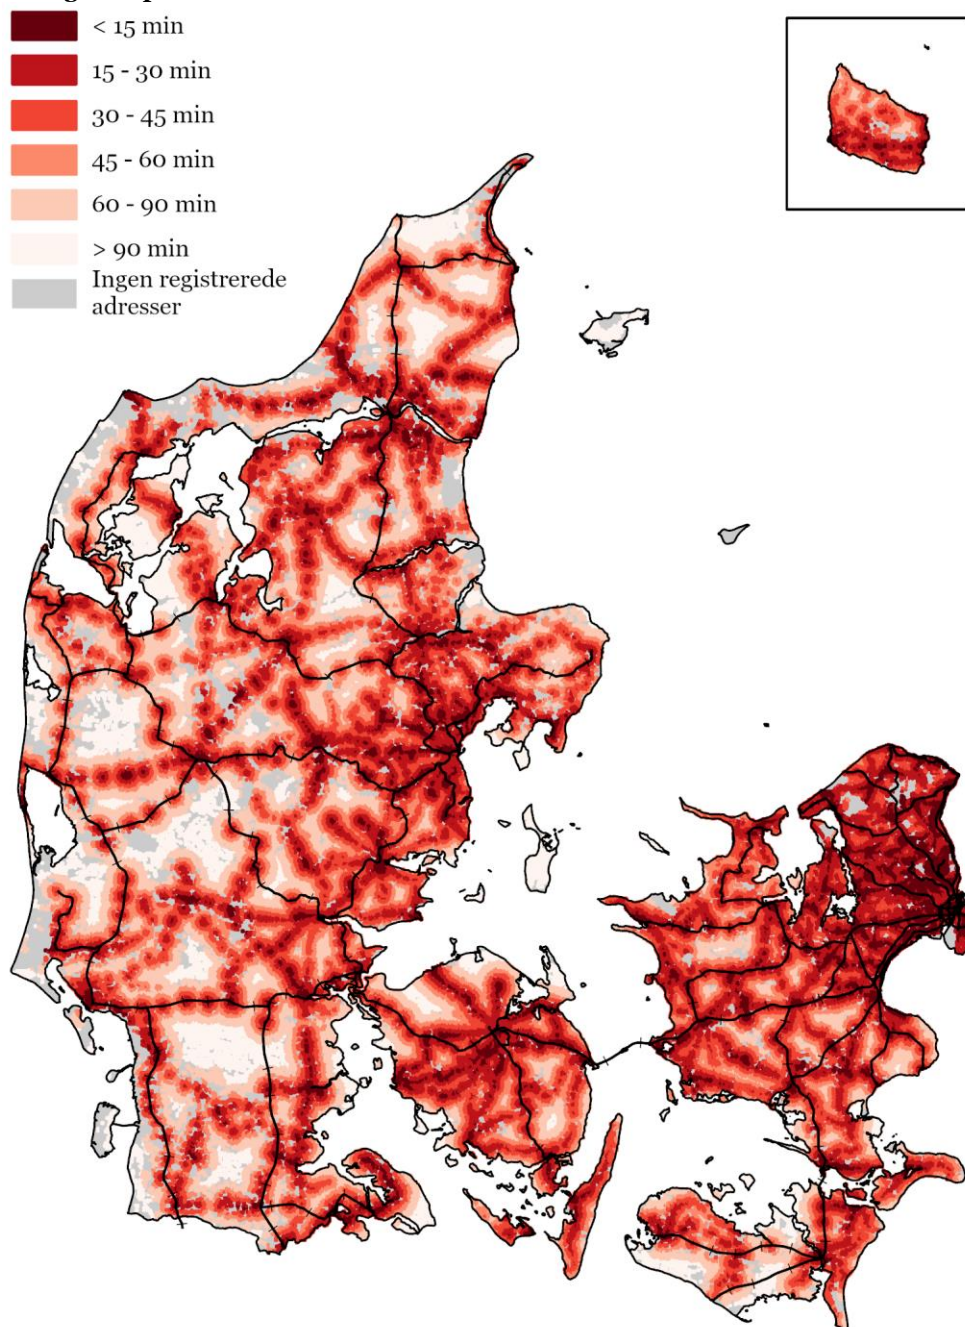 < 15 min
15 - 30 min
30 - 45 min
45 - 60 min
60 - 90 min
> 90 min
Ingen registrerede
adresser